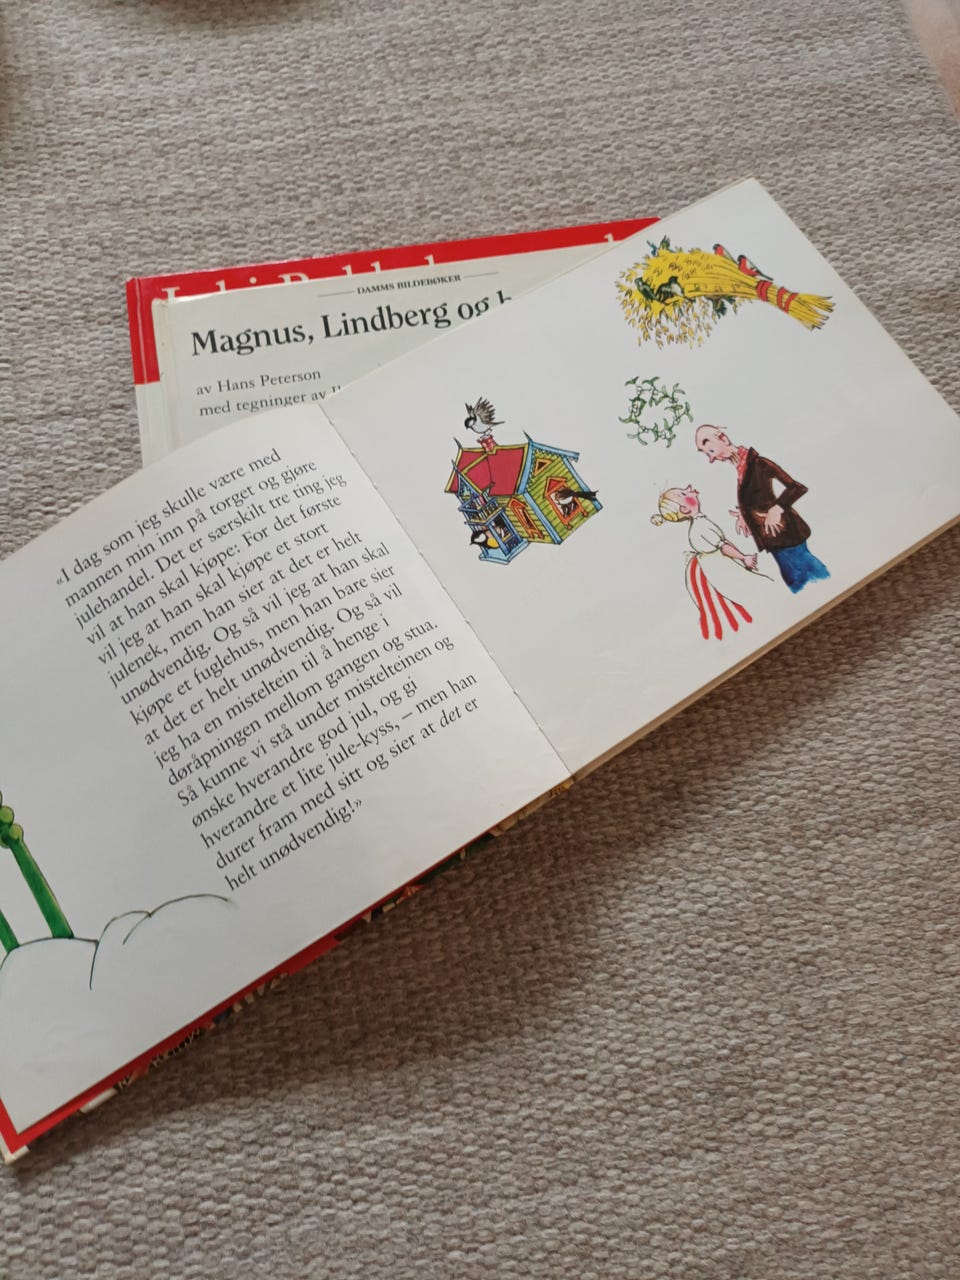 DAMMS BILDEBØKER
Magnus, Lindberg og
av Hans Peterson
med tegninger av
«I dag som jeg skulle være med
mannen min inn på torget og gjøre
julehandel. Det er særskilt tre ting jeg
vil at han skal kjøpe: For det første
vil jeg at han skal kjøpe et stort
julenek, men han sier at det er helt
unødvendig. Og så vil jeg at han skal
kjøpe et fuglehus, men han bare sier
at det er helt unødvendig. Og så vil
jeg ha en misteltein til å henge i
døråpningen mellom gangen og stua.
Så kunne vi stå under mistelteinen og
ønske hverandre god jul, og gi
hverandre et lite jule-kyss, – men han
durer fram med sitt og sier at det er
helt unødvendig!»